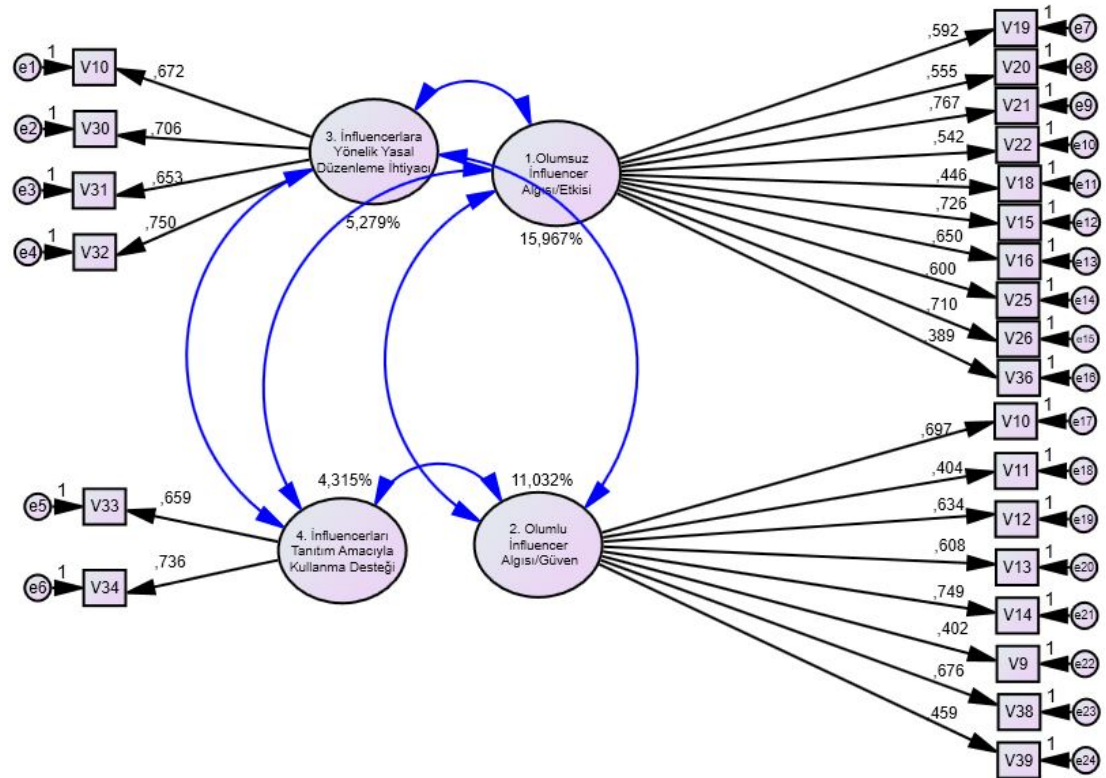 e1 1 V10 ,672
e2 1 V30 ,706
e3 1 V31 ,653
e4 1 V32 ,750
3. İnfluencerlara
Yönelik Yasal
Düzenleme İhtiyacı
5,279%
1.Olumsuz
İnfluencer
Algısı/Etkisi
15,967%
,592 V19 1 e7
,555 V20 1 e8
,767 V21 1 e9
,542 V22 1 e10
,446 V18 1 e11
,726 V15 1 e12
,650 V16 1 e13
,600 V25 1 e14
,710 V26 1 e15
,389 V36 1 e16
e5 1 V33 ,659
e6 1 V34 ,736
4,315%
4. İnfluencerları
Tanıtım Amacıyla
Kullanma Desteği
11,032%
2. Olumlu
İnfluencer
Algısı/Güven
,697 V10 1 e17
,404 V11 1 e18
,634 V12 1 e19
,608 V13 1 e20
,749 V14 1 e21
,402 V9 1 e22
,676 V38 1 e23
,459 V39 1 e24